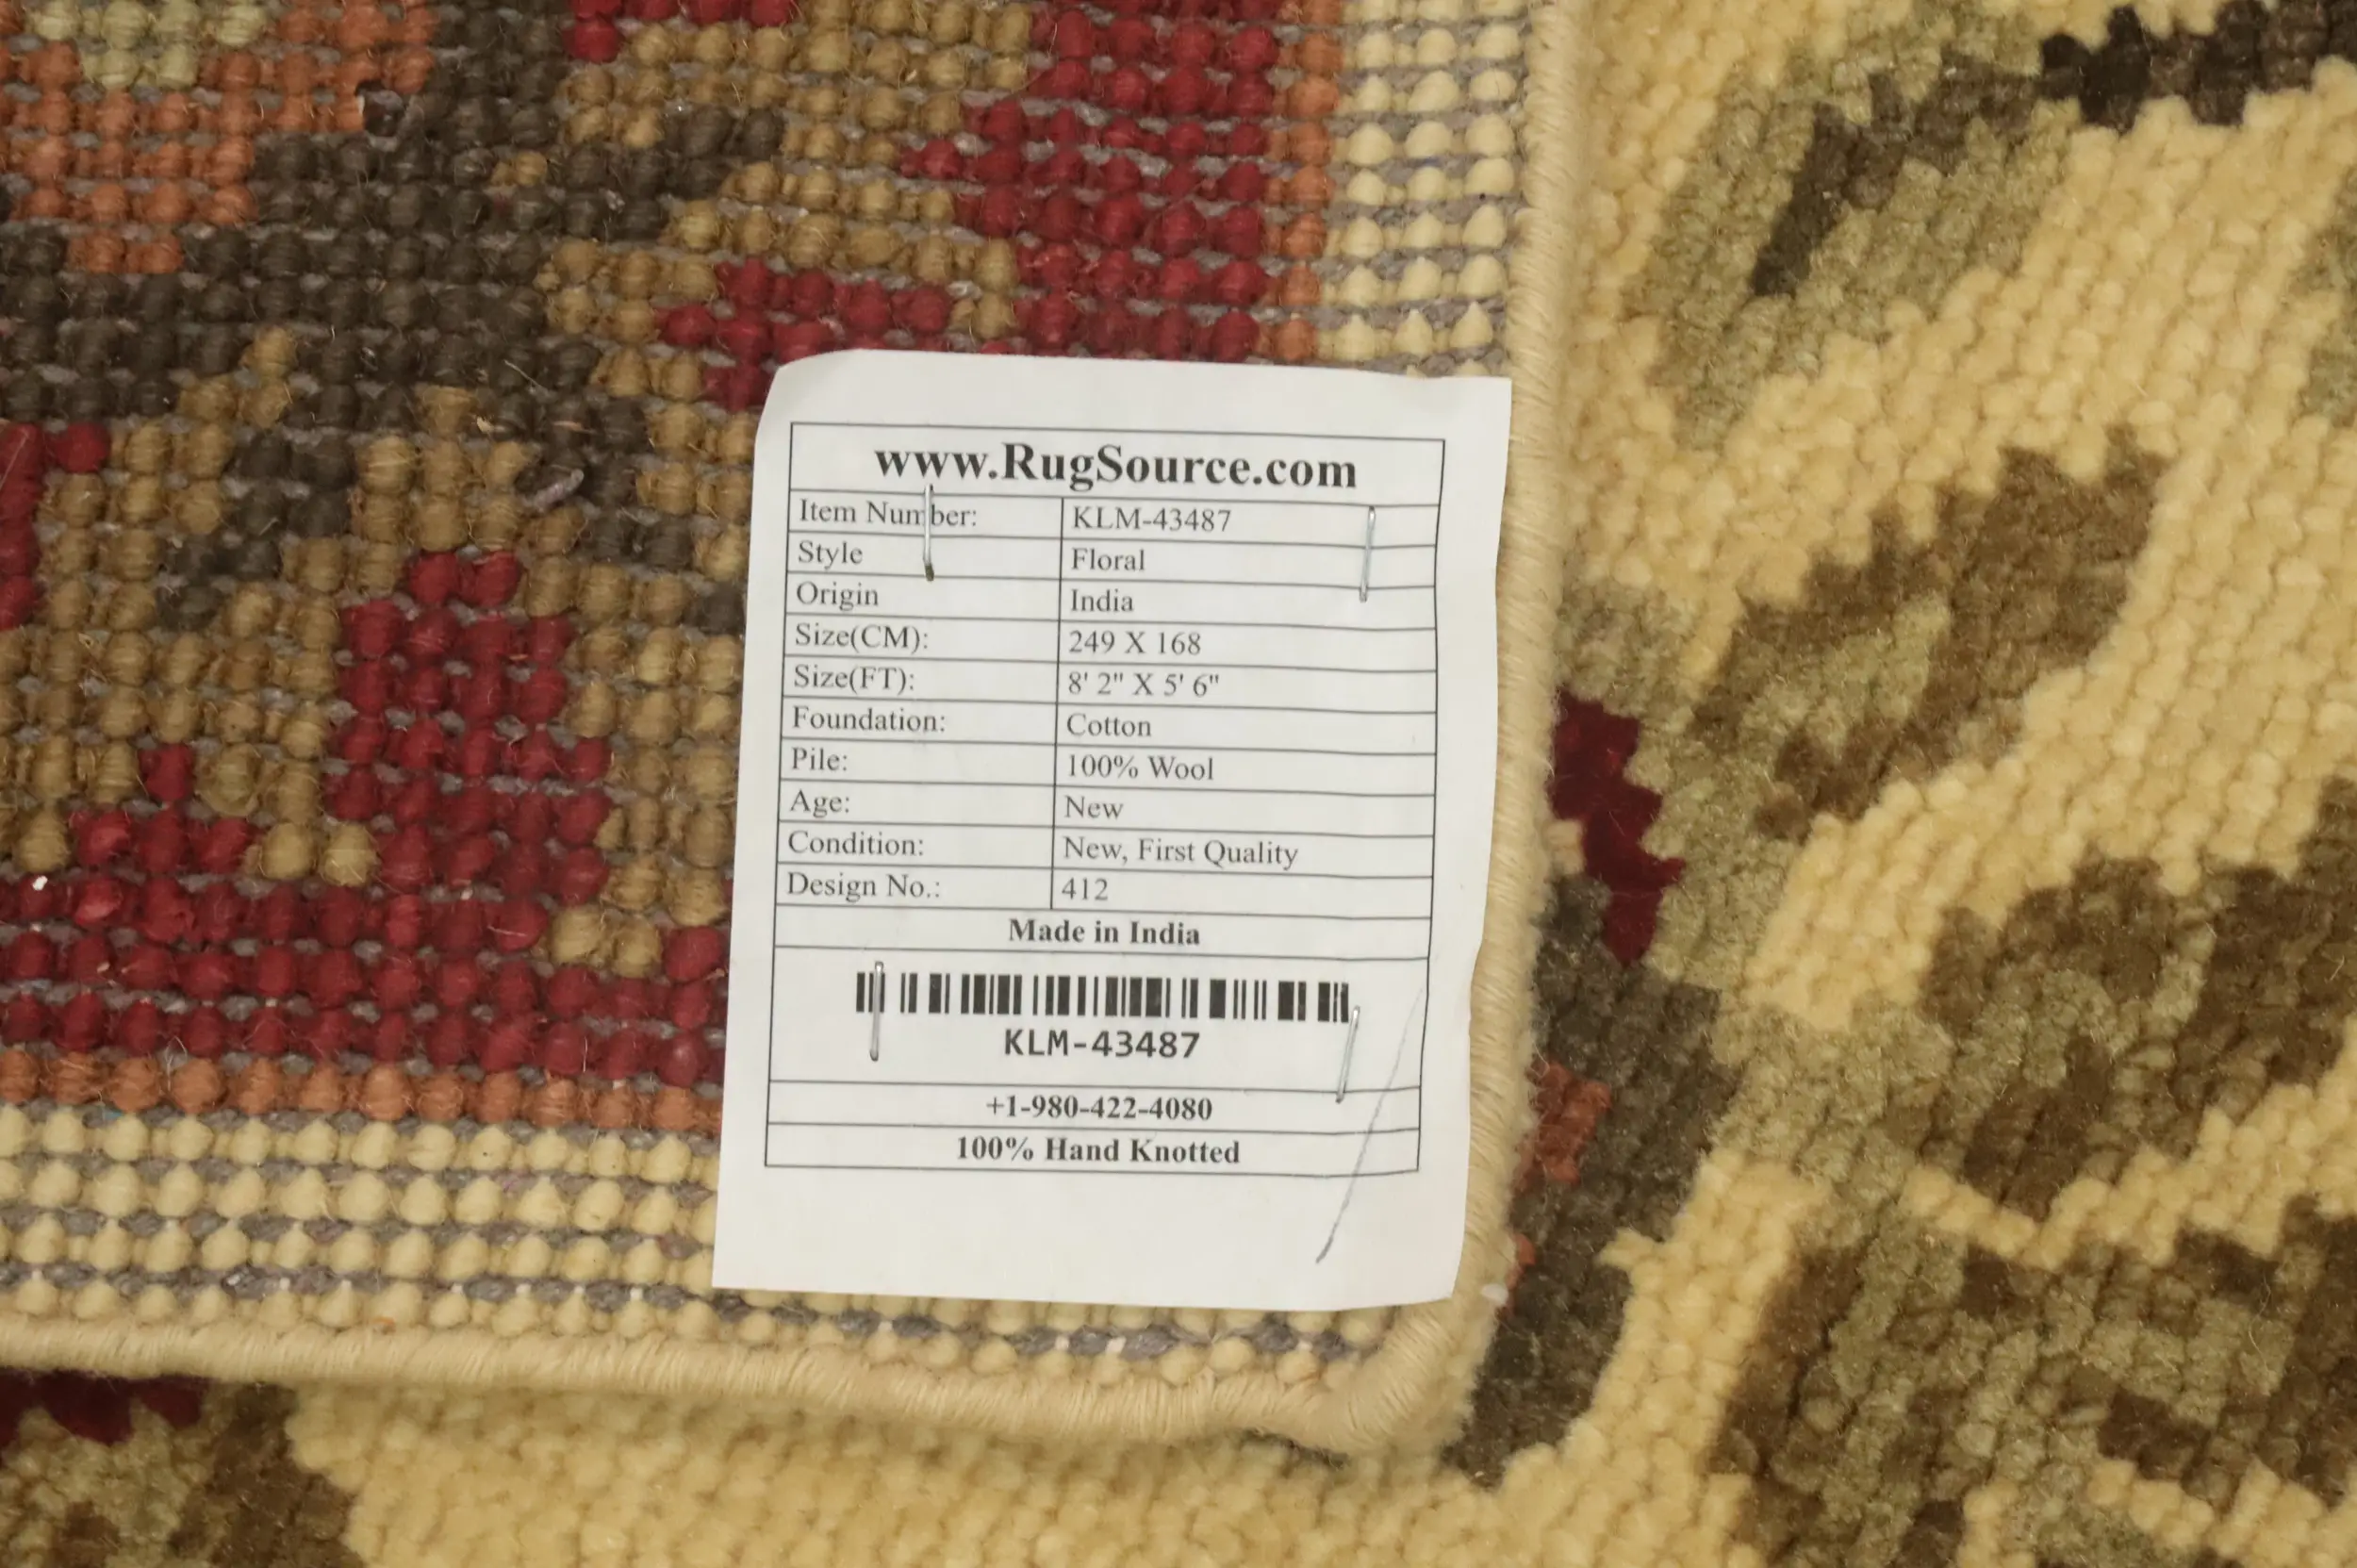 www.RugSource.com
Item Number: KLM-43487
Style Floral
Origin India
Size(CM): 249 X 168
Size(FT): 8' 2" X 5' 6"
Foundation: Cotton
Pile: 100% Wool
Age: New
Condition: New, First Quality
Design No.: 412
Made in India
KLM-43487
+1-980-422-4080
100% Hand Knotted